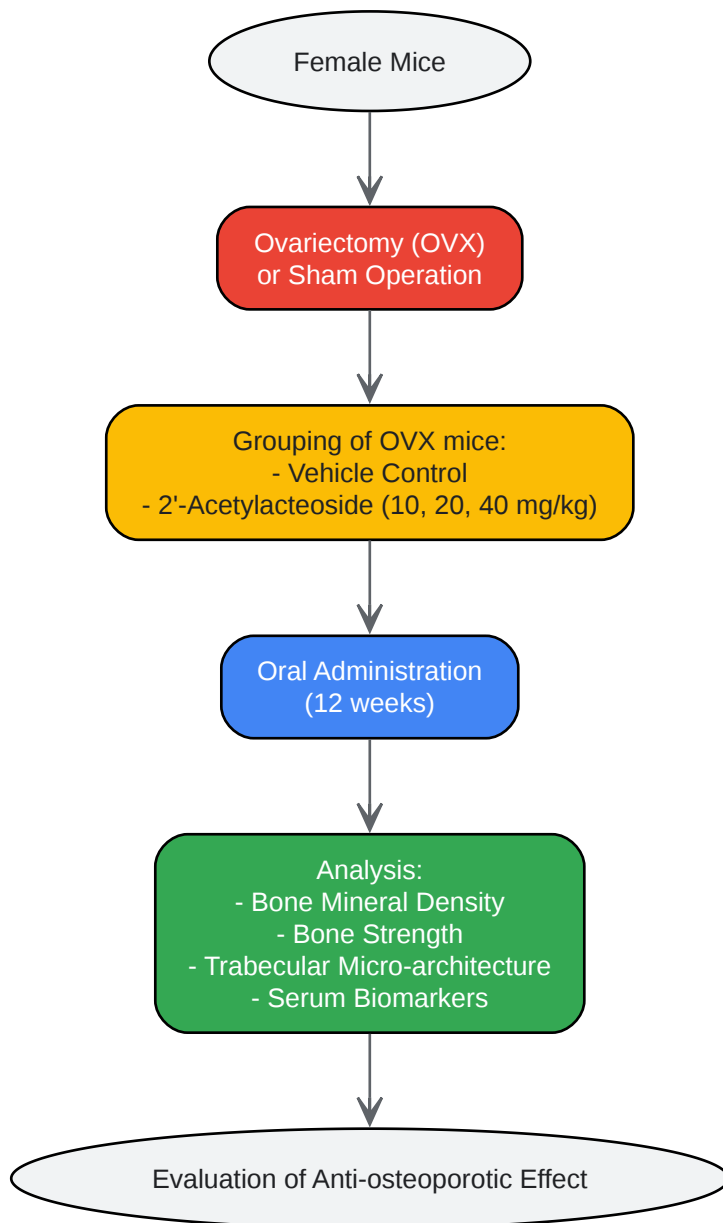 Female Mice
Ovariectomy (OVX)
or Sham Operation
Grouping of OVX mice:
- Vehicle Control
- 2'-Acetylacteoside (10, 20, 40 mg/kg)
Oral Administration
(12 weeks)
Analysis:
- Bone Mineral Density
- Bone Strength
- Trabecular Micro-architecture
- Serum Biomarkers
Evaluation of Anti-osteoporotic Effect